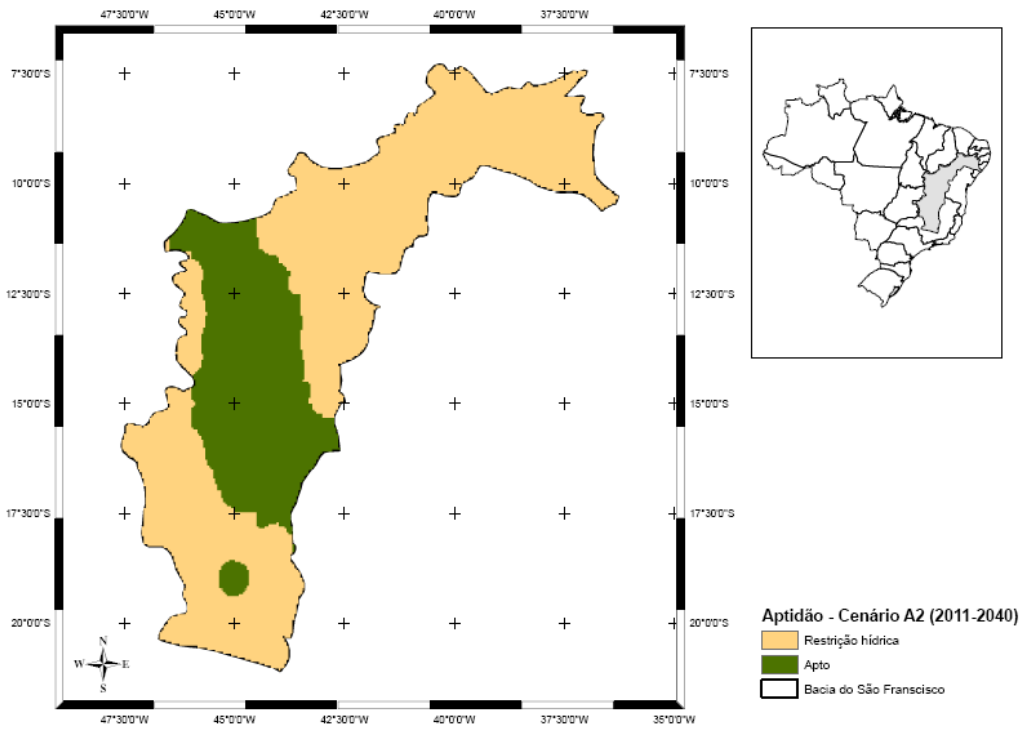 47°30'0"W 45°0'0"W 42°30'0"W 40°0'0"W 37°30'0"W
7°30'0"S 7°30'0"S
10°0'0"S 10°0'0"S
12°30'0"S 12°30'0"S
15°0'0"S 15°0'0"S
17°30'0"S 17°30'0"S
20°0'0"S 20°0'0"S
N
W E
S
47°30'0"W 45°0'0"W 42°30'0"W 40°0'0"W 37°30'0"W 35°0'0"W
Aptidão - Cenário A2 (2011-2040)
Restrição hídrica
Apto
Bacia do São Franscisco